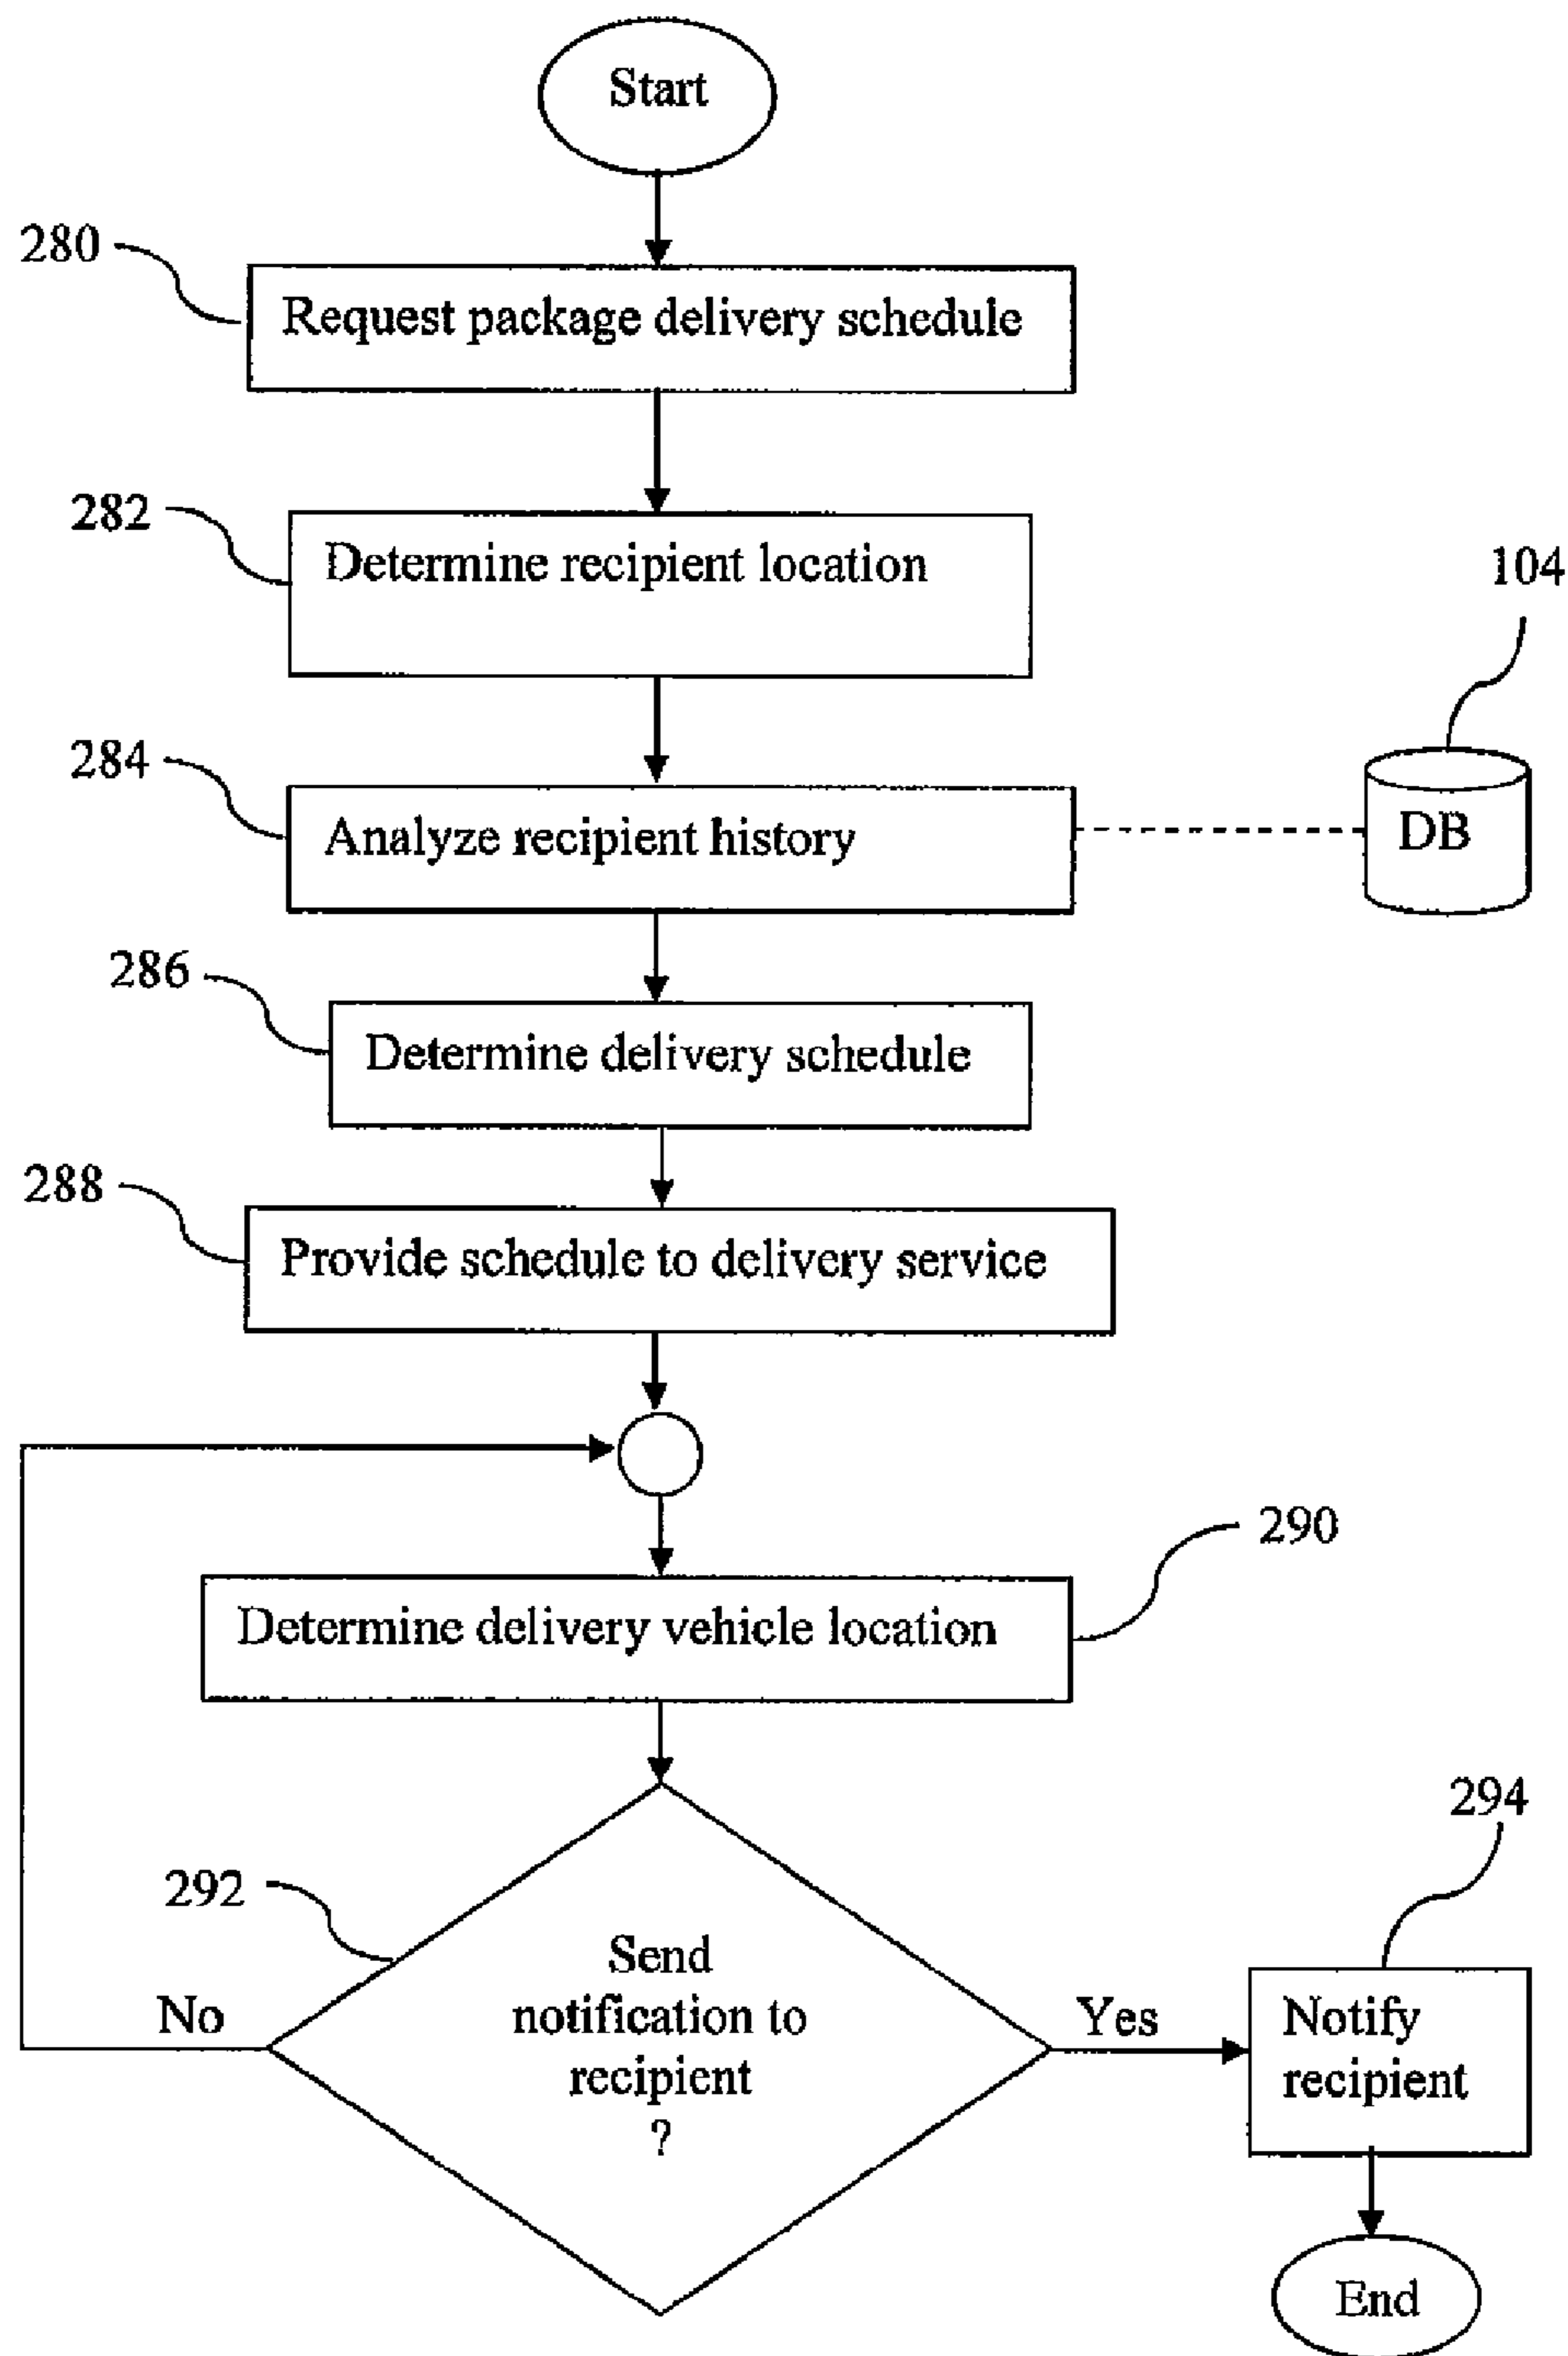 Start
280
Request package delivery schedule
282
Determine recipient location
104
284
Analyze recipient history
DB
286
Determine delivery schedule
288
Provide schedule to delivery service
290
Determine delivery vehicle location
294
292
Send
notification to
recipient
?
No
Yes
Notify
recipient
End